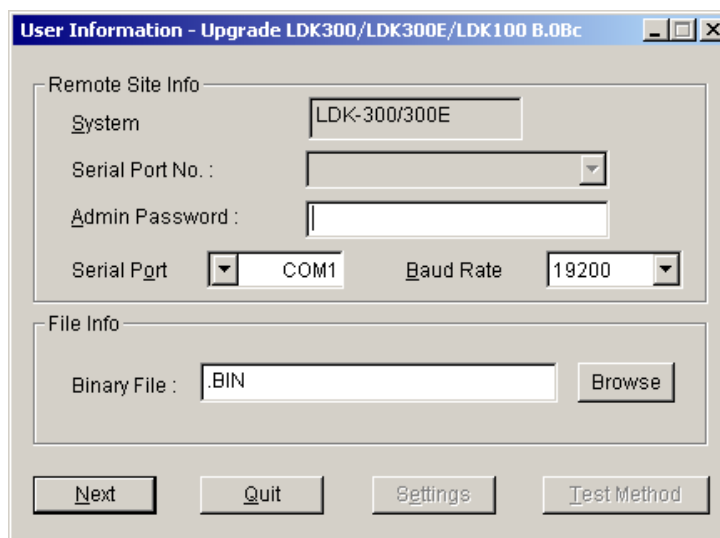 User Information - Upgrade LDK300/LDK300E/LDK100 B.0Bc
Remote Site Info
System LDK-300/300E
Serial Port No. :
Admin Password :
Serial Port COM1 Baud Rate 19200
File Info
Binary File : .BIN Browse
Next Quit Settings Test Method